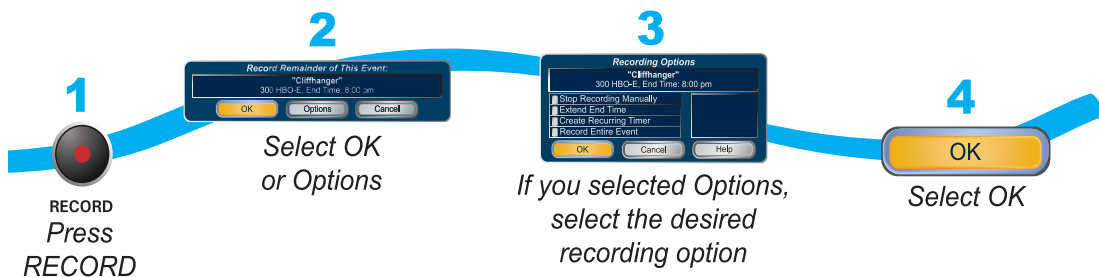 1
RECORD
Press
RECORD
2
Record Remainder of This Event:
"Cliffhanger"
300 HBO-E, End Time: 8:00 pm
OK
Options
Cancel
Select OK
or Options
3
Recording Options
"Cliffhanger"
300 HBO-E, End Time: 8:00 pm
Stop Recording Manually
Extend End Time
Create Recurring Timer
Record Entire Event
OK
Cancel
Help
If you selected Options,
select the desired
recording option
4
OK
Select OK